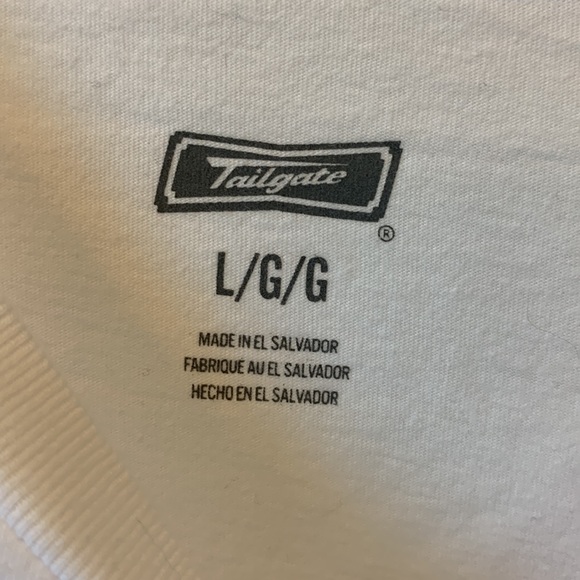 Tailgate
®
L/G/G
MADE IN EL SALVADOR
FABRIQUE AU EL SALVADOR
HECHO EN EL SALVADOR